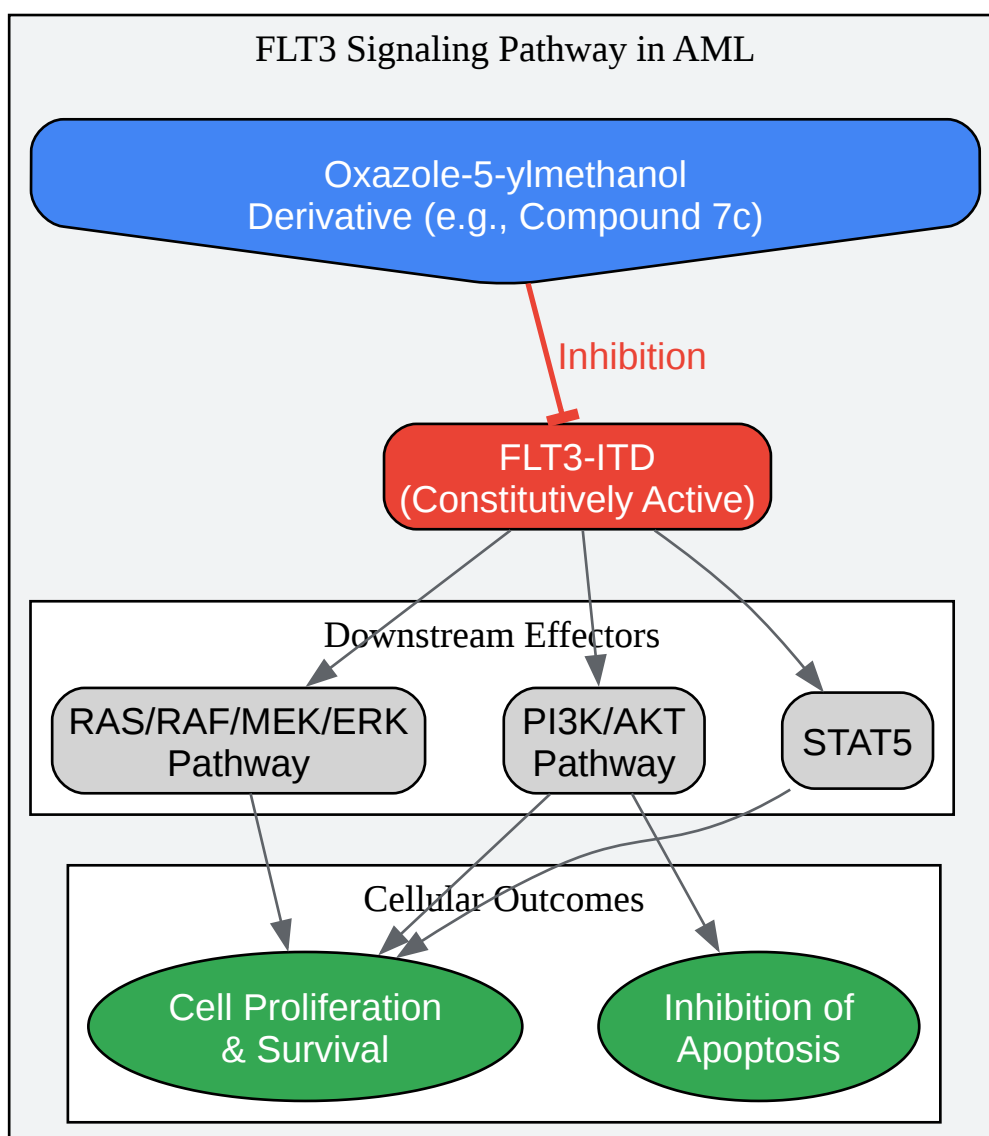 FLT3 Signaling Pathway in AML
Oxazole-5-ylmethanol
Derivative (e.g., Compound 7c)
Inhibition
FLT3-ITD
(Constitutively Active)
Downstream Effectors
RAS/RAF/MEK/ERK
Pathway
PI3K/AKT
Pathway
STAT5
Cellular Outcomes
Cell Proliferation
& Survival
Inhibition of
Apoptosis